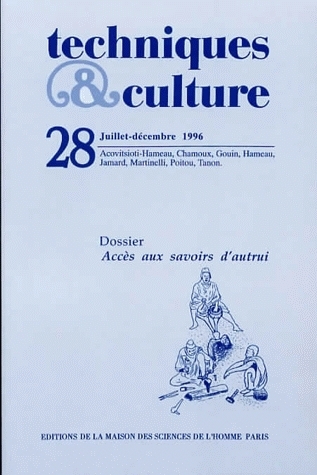 techniques
& culture
28 Juillet-décembre 1996
Acovitsioti-Hameau, Chamoux, Gouin, Hameau,
Jamard, Martinelli, Poitou, Tanon.
Dossier
Accès aux savoirs d'autrui
EDITIONS DE LA MAISON DES SCIENCES DE L'HOMME PARIS